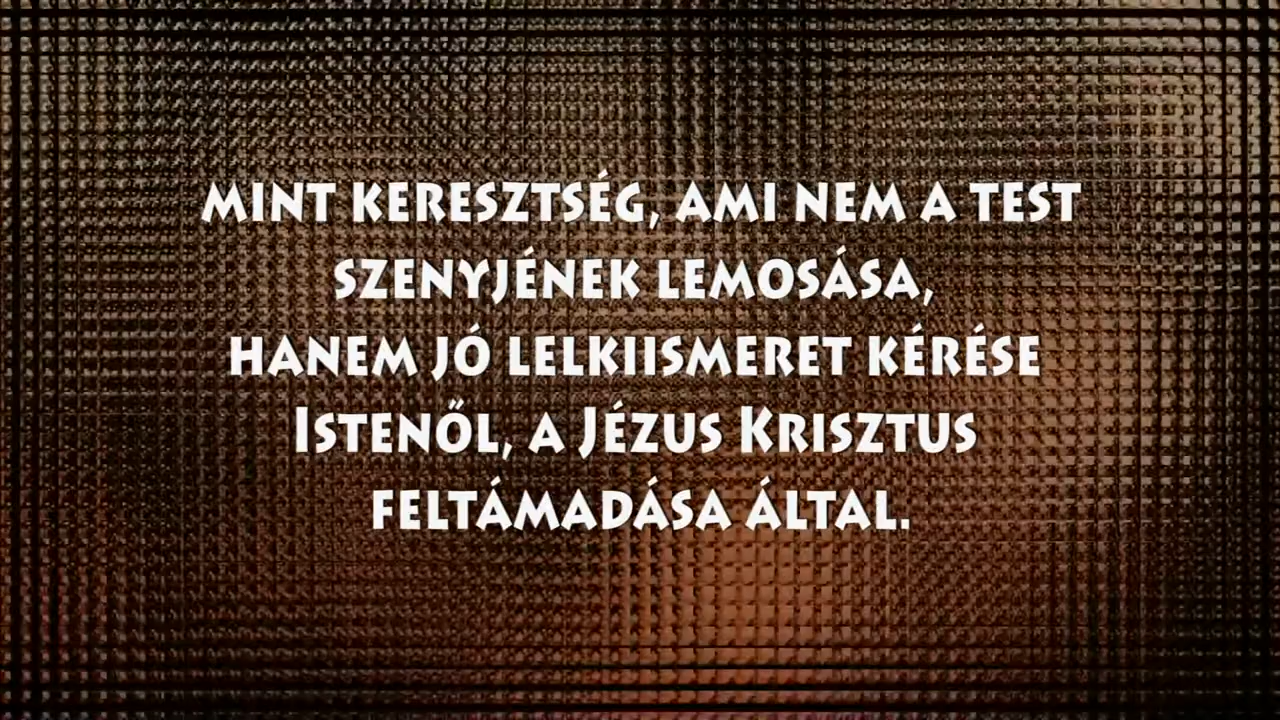 MINT KERESZTSÉG, AMI NEM A TEST
SZENYJÉNEK LEMOSÁSA,
HANEM JÓ LELKIISMERET KÉRÉSE
ISTENŐL, A JÉZUS KRISZTUS
FELTÁMADÁSA ÁLTAL.